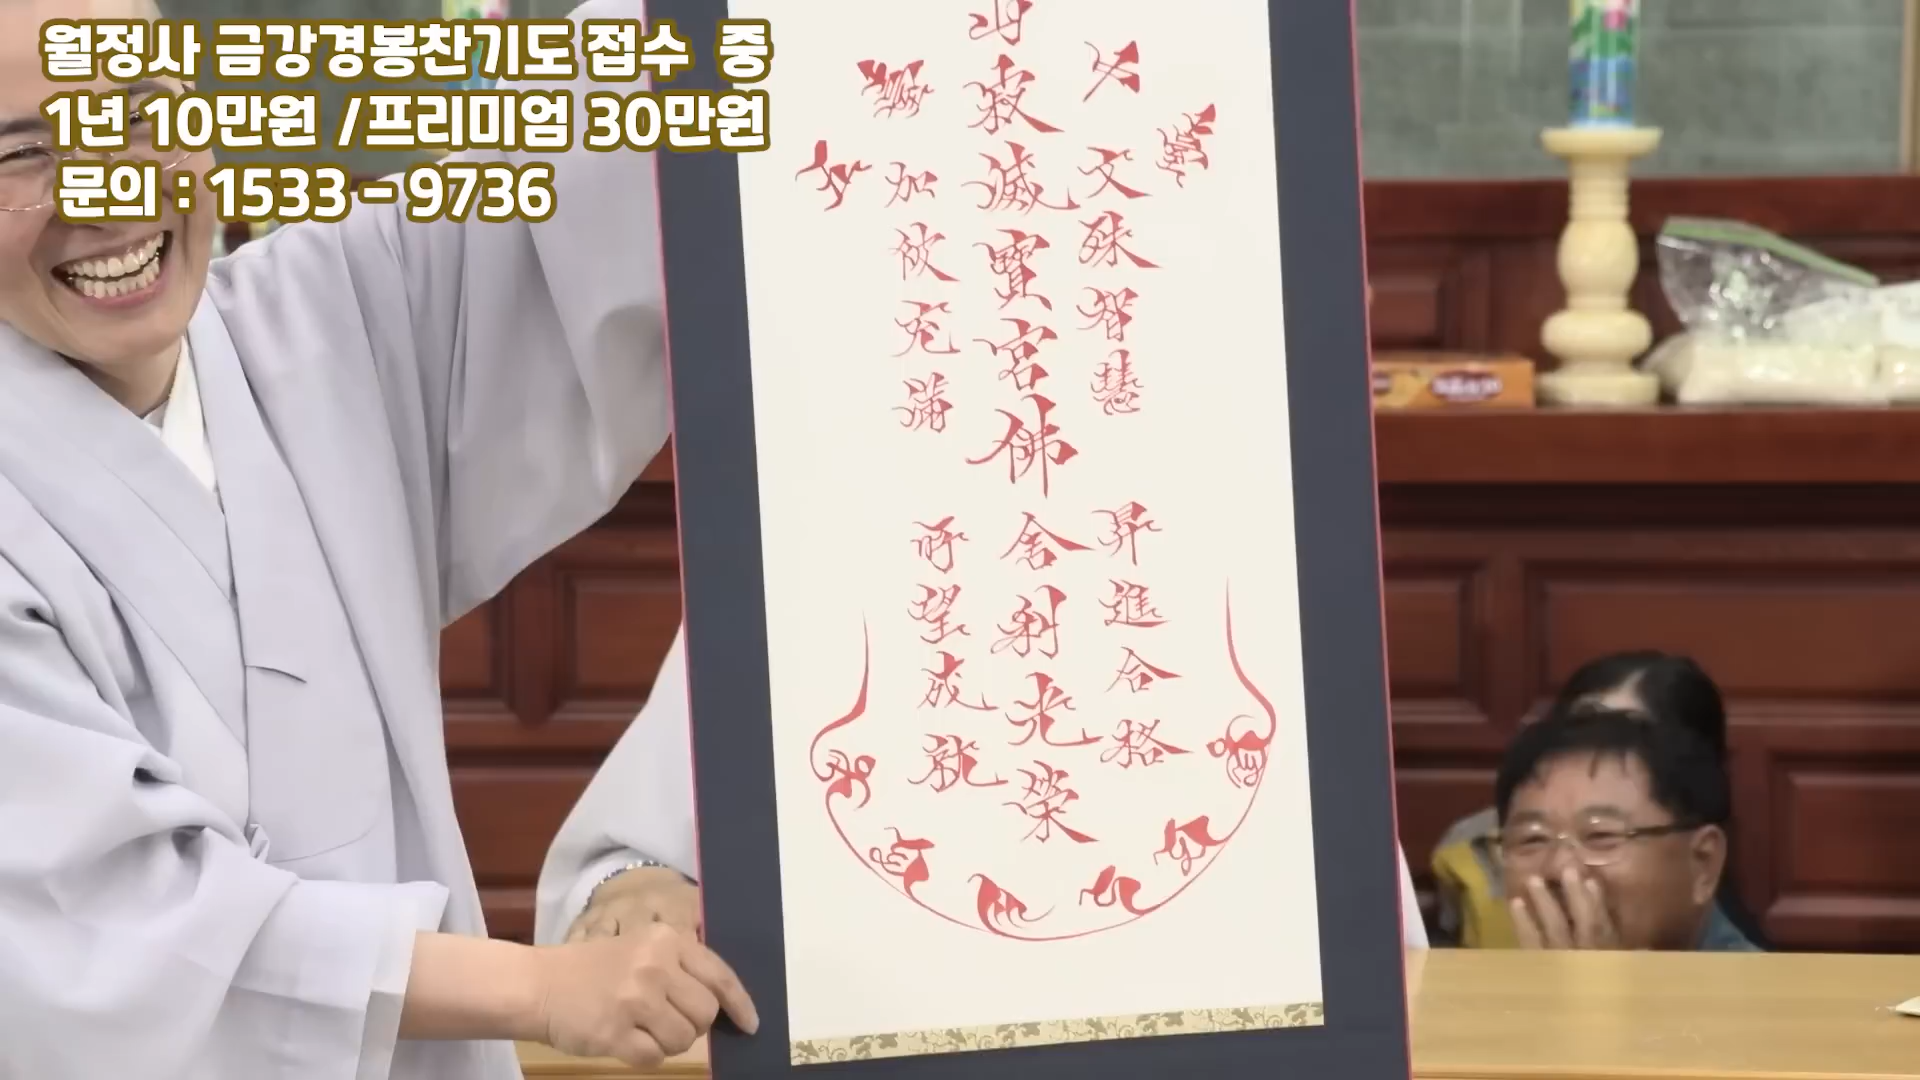 월정사 금강경봉찬기도 접수 중
1년 10만원 /프리미엄 30만원
문의 : 1533 - 9736
文殊智慧
昇進合格
寂滅寶宮佛
舍利光榮
加被充滿
所望成就